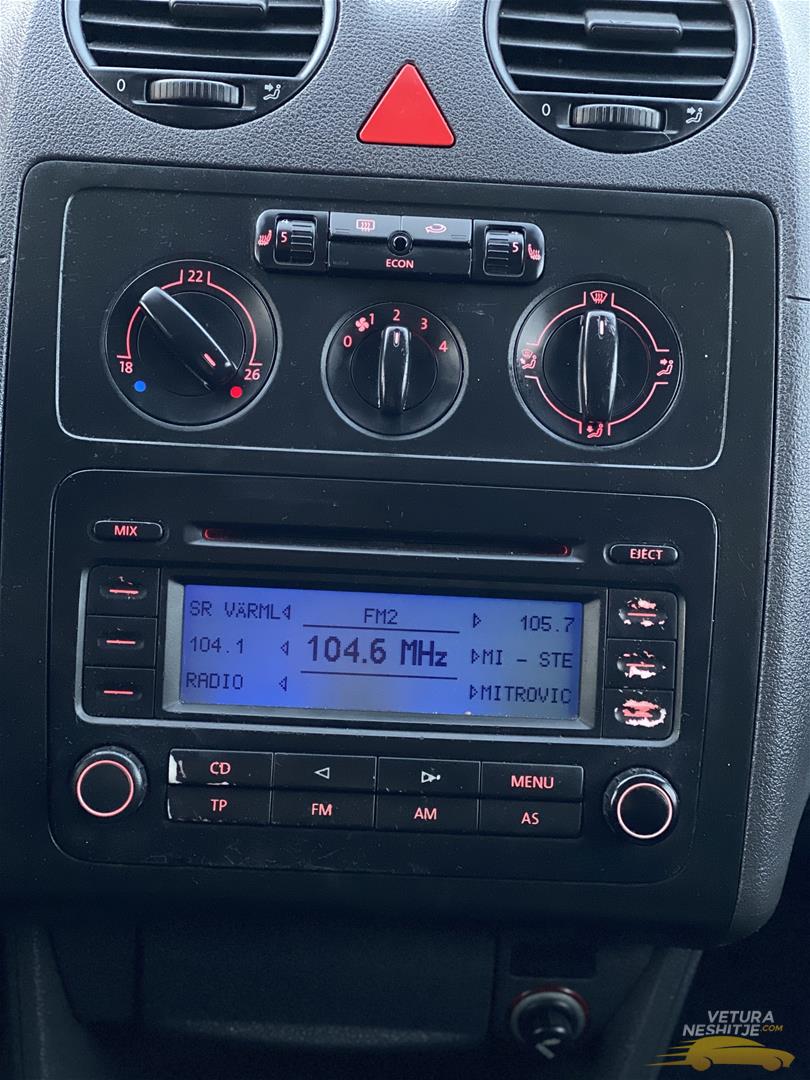 0
0
5
5
ECON
22
18
26
0
1
2
3
4
MIX
EJECT
SR VÄRML
FM2
105.7
104.1
104.6 MHz
MI - STE
RADIO
MITROVIC
CD
MENU
TP
FM
AM
AS
VETURA
NESHITJE.COM